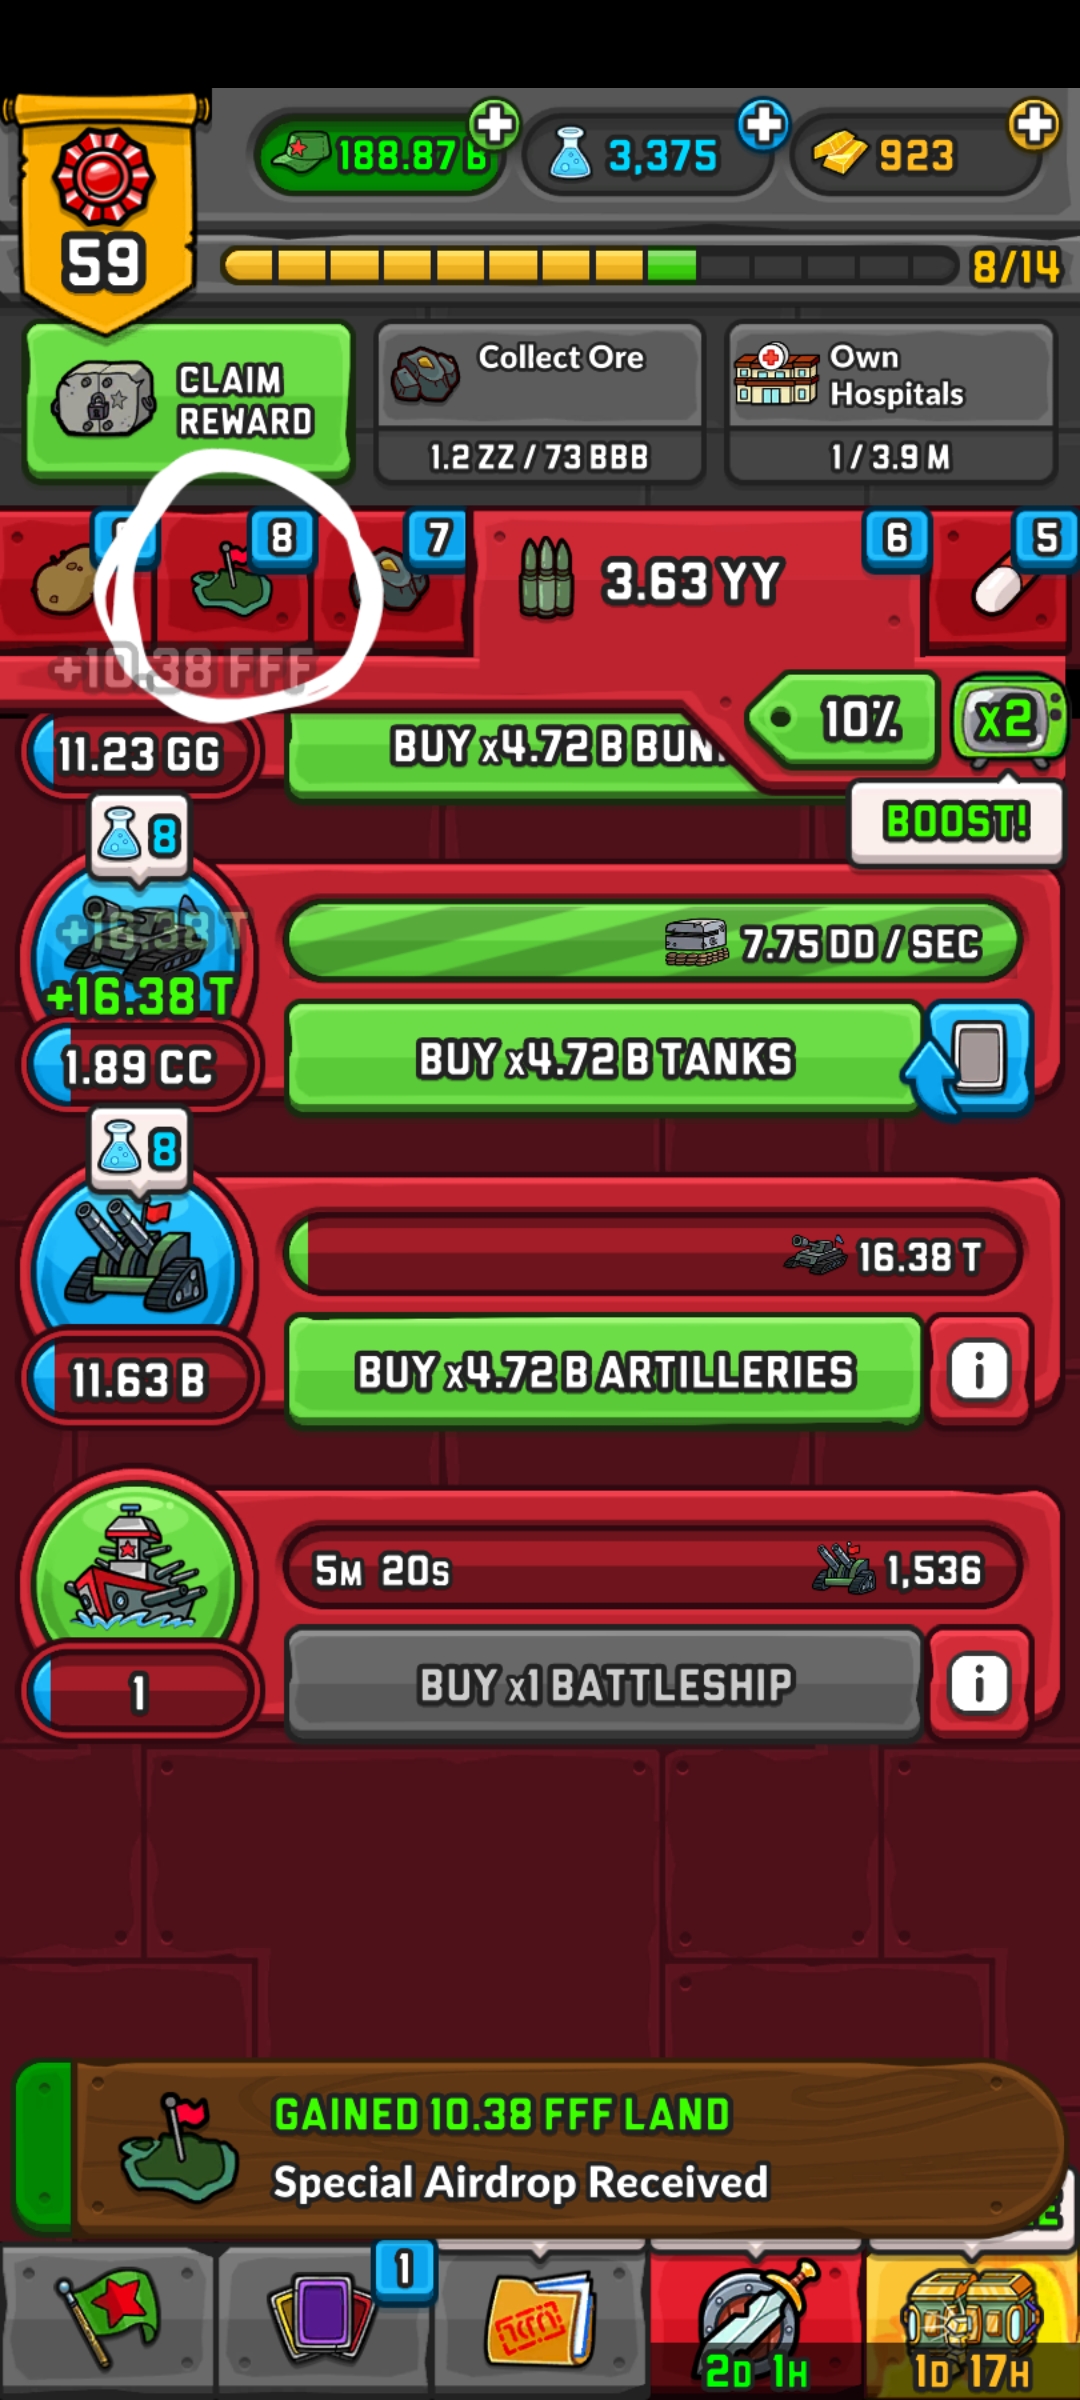 188.87 B
3,375
923
59
8/14
CLAIM
REWARD
Collect Ore
1.2 ZZ / 73 BBB
Own
Hospitals
1 / 3.9 M
8
7
3.63 YY
6
5
+10.38 FFF
10%
x2
11.23 GG
BUY x4.72 B BUN
BOOST!
8
+16.38 T
+16.38 T
7.75 DD / SEC
1.89 CC
BUY x4.72 B TANKS
8
16.38 T
11.63 B
BUY x4.72 B ARTILLERIES
i
5M 20S
1,536
1
BUY x1 BATTLESHIP
i
GAINED 10.38 FFF LAND
Special Airdrop Received
1
2D 1H
1D 17H